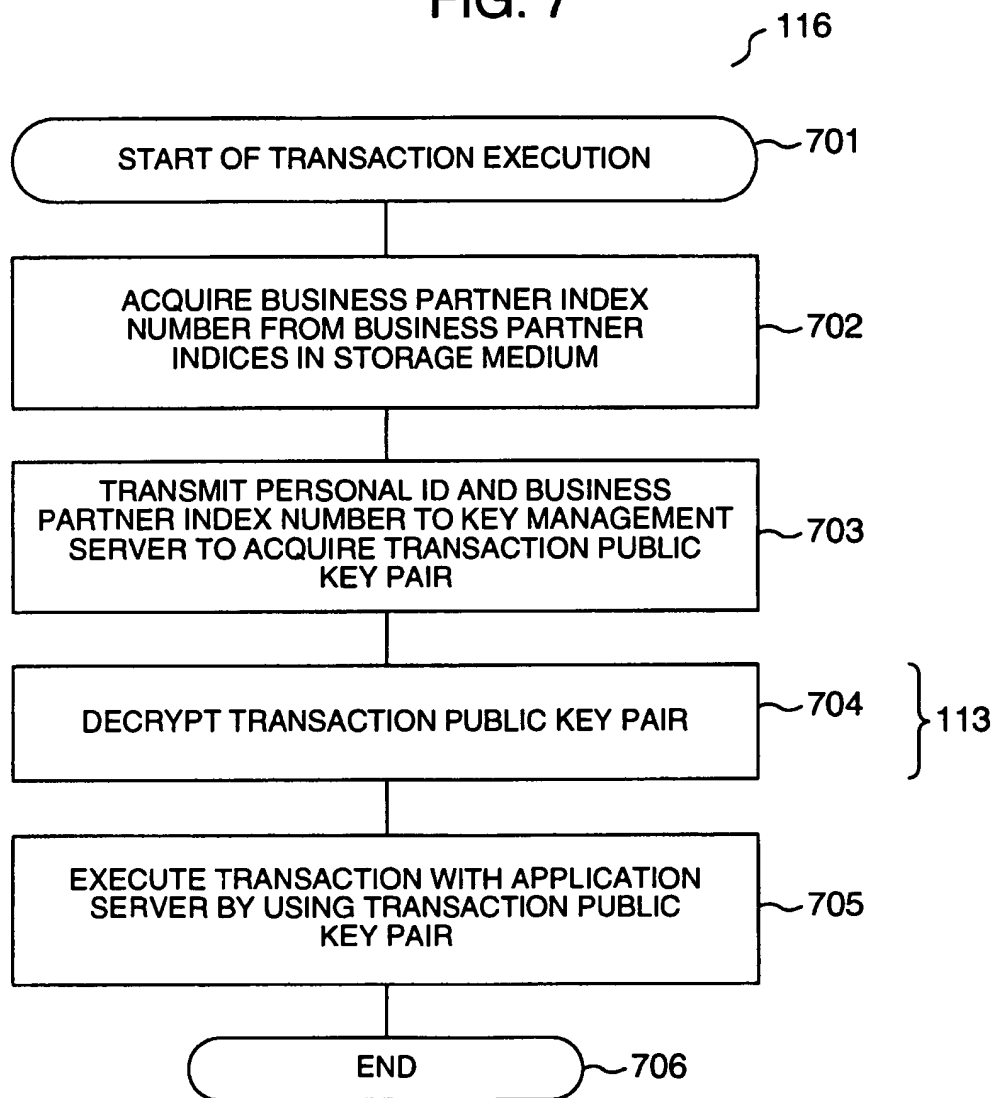 FIG. 7
116
START OF TRANSACTION EXECUTION
701
ACQUIRE BUSINESS PARTNER INDEX
NUMBER FROM BUSINESS PARTNER
INDICES IN STORAGE MEDIUM
702
TRANSMIT PERSONAL ID AND BUSINESS
PARTNER INDEX NUMBER TO KEY MANAGEMENT
SERVER TO ACQUIRE TRANSACTION PUBLIC
KEY PAIR
703
DECRYPT TRANSACTION PUBLIC KEY PAIR
704
113
EXECUTE TRANSACTION WITH APPLICATION
SERVER BY USING TRANSACTION PUBLIC
KEY PAIR
705
END
706